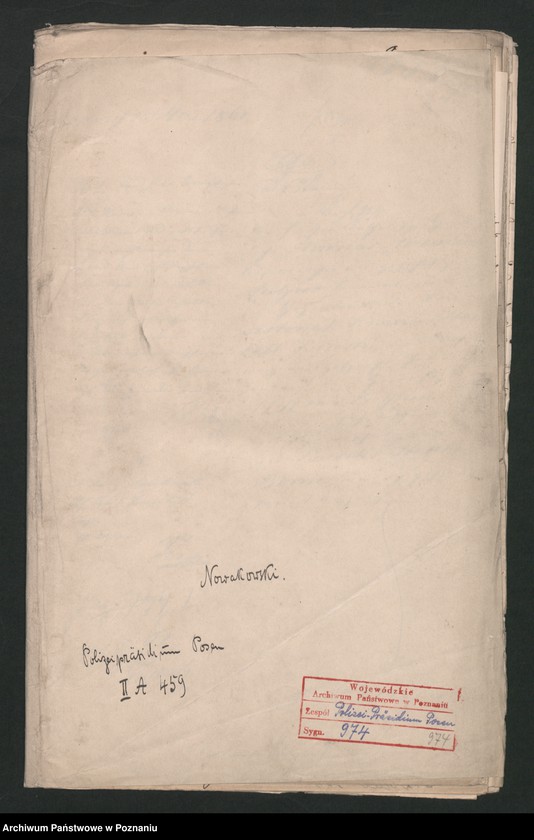 Nowakowski.
Polizeipräsidium Posen
II A 459
Wojewódzkie
Archiwum Państwowe w Poznaniu
Zespół Polizei-Präsidium Posen
Sygn. 974
974
Archiwum Państwowe w Poznaniu